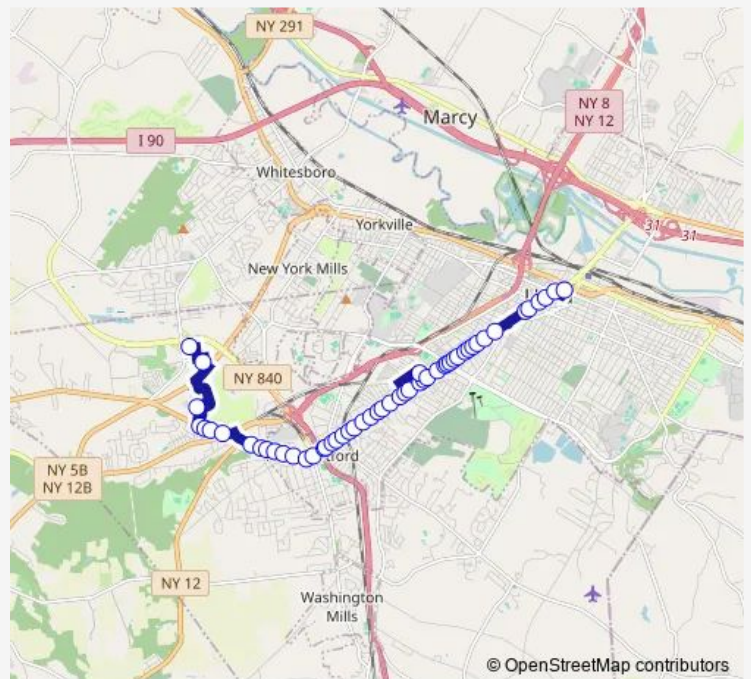 NY 291
Marcy
NY 8
NY 12
I 90
Whitesboro
Yorkville
31
31
New York Mills
NY 840
NY 5B
NY 12B
NY 12
Washington
Mills
© OpenStreetMap contributors